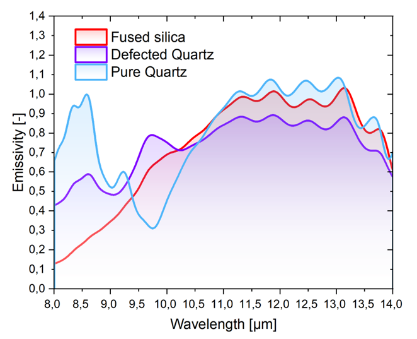 1,4
1,3
1,2
1,1
1,0
0,9
0,8
0,7
0,6
0,5
0,4
0,3
0,2
0,1
0,0
Emissivity [-]
Fused silica
Defected Quartz
Pure Quartz
8,0 8,5 9,0 9,5 10,0 10,5 11,0 11,5 12,0 12,5 13,0 13,5 14,0
Wavelength [µm]